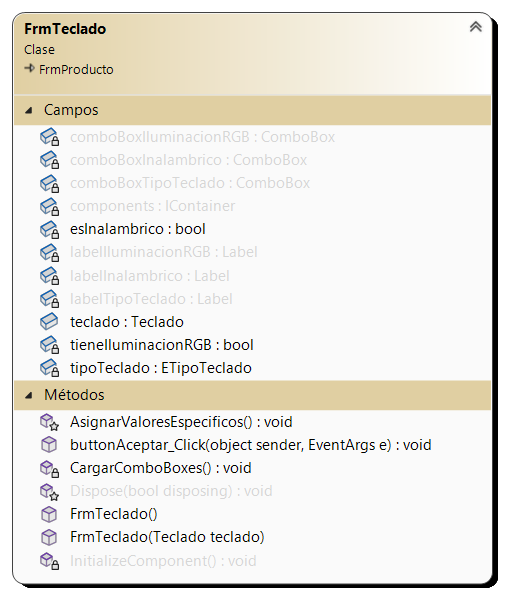 FrmTeclado
Clase
FrmProducto
Campos
comboBoxIluminacionRGB : ComboBox
comboBoxInalambrico : ComboBox
comboBoxTipoTeclado : ComboBox
components : IContainer
esInalambrico : bool
labelIluminacionRGB : Label
labelInalambrico : Label
labelTipoTeclado : Label
teclado : Teclado
tieneIluminacionRGB : bool
tipoTeclado : ETipoTeclado
Métodos
AsignarValoresEspecificos() : void
buttonAceptar_Click(object sender, EventArgs e) : void
CargarComboBoxes() : void
Dispose(bool disposing) : void
FrmTeclado()
FrmTeclado(Teclado teclado)
InitializeComponent() : void